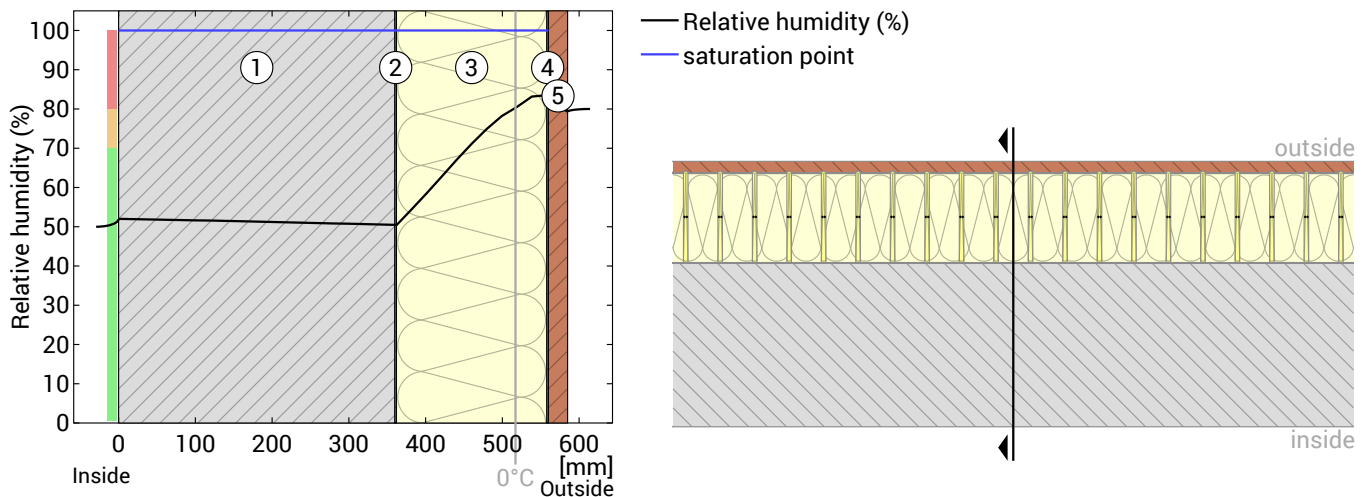 Relative humidity (%)
100
90
80
70
60
50
40
30
20
10
0
1
2
3
4
5
0
100
200
300
400
500
600
[mm]
0°C
Inside
Outside
Relative humidity (%)
saturation point
outside
inside